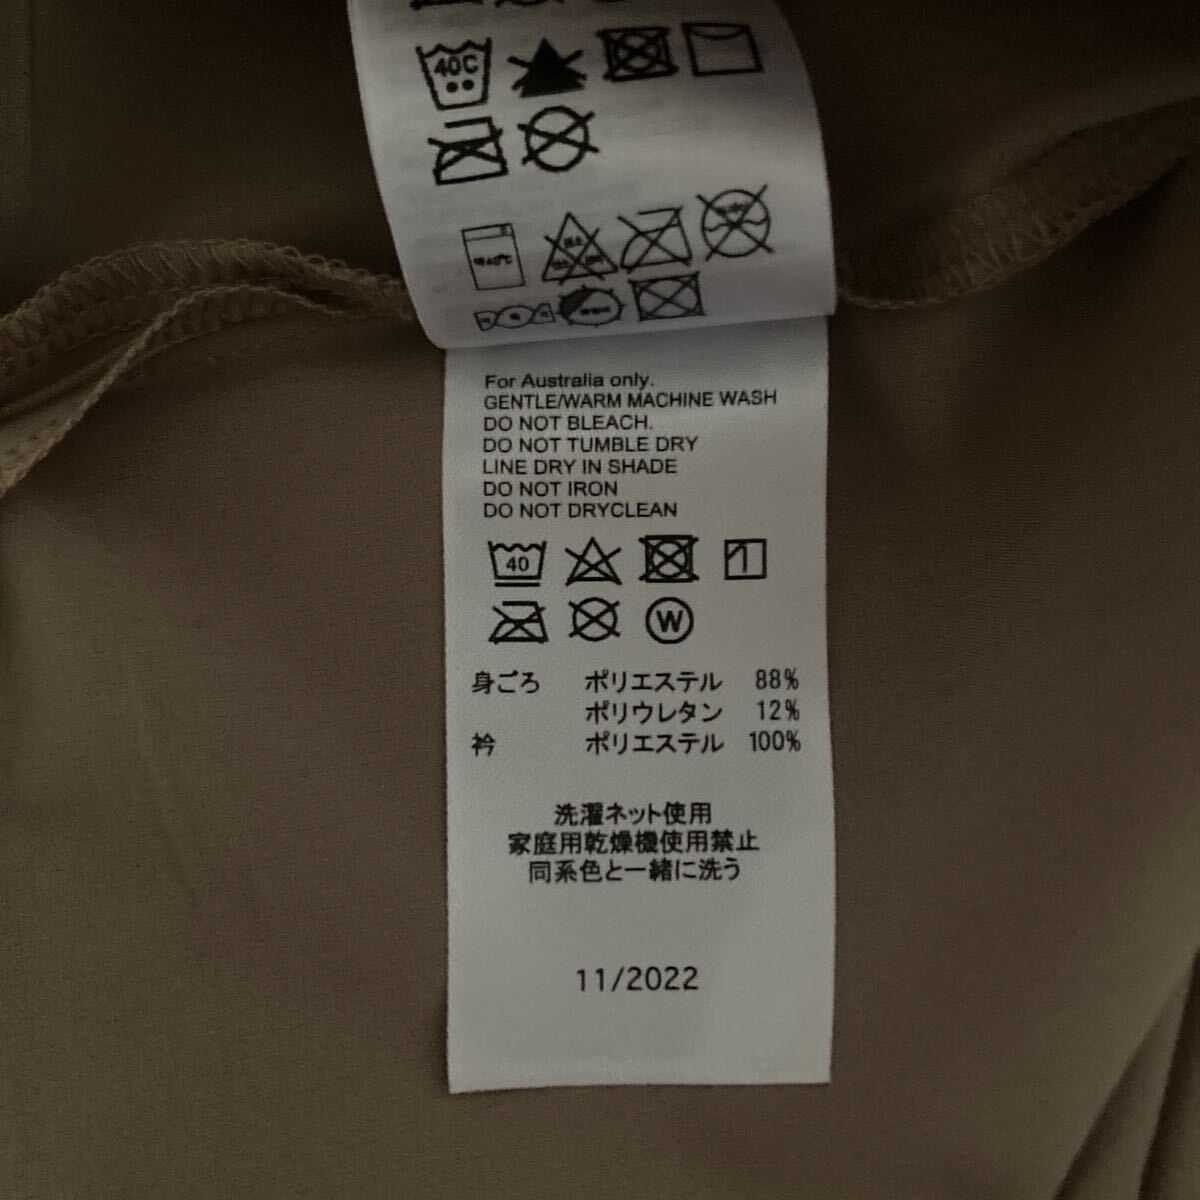 40C
약40℃
For Australia only.
GENTLE/WARM MACHINE WASH
DO NOT BLEACH.
DO NOT TUMBLE DRY
LINE DRY IN SHADE
DO NOT IRON
DO NOT DRYCLEAN
40
W
身ごろ ポリエステル 88%
ポリウレタン 12%
衿 ポリエステル 100%
洗濯ネット使用
家庭用乾燥機使用禁止
同系色と一緒に洗う
11/2022